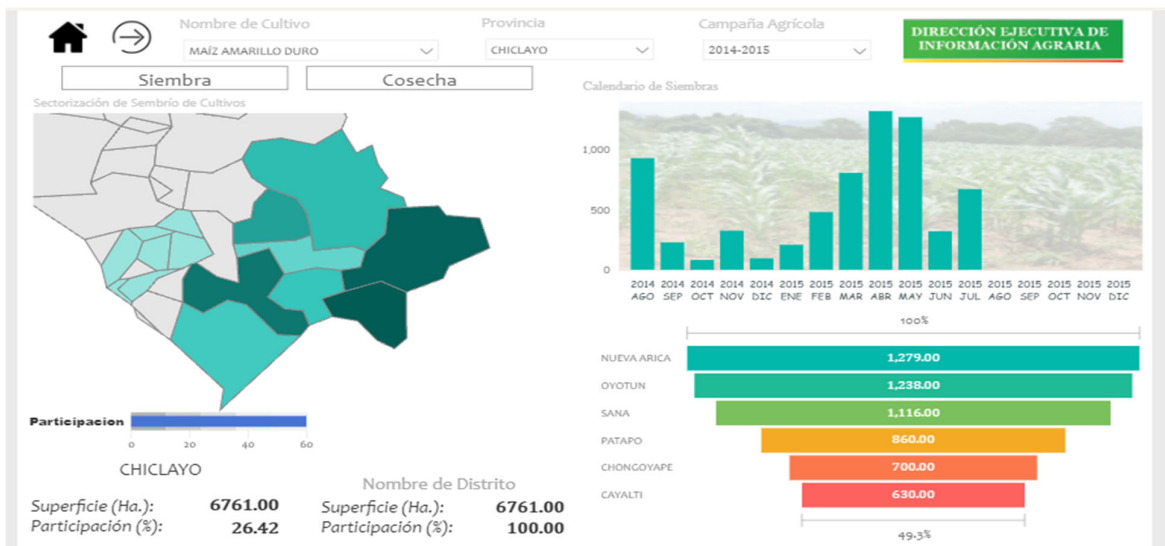 Nombre de Cultivo
MAÍZ AMARILLO DURO
Provincia
CHICLAYO
Campaña Agrícola
2014-2015
DIRECCIÓN EJECUTIVA DE
INFORMACIÓN AGRARIA
Siembra
Cosecha
Sectorización de Sembrío de Cultivos
Calendario de Siembras
1,000
500
0
2014 2014 2014 2014 2014 2015 2015 2015 2015 2015 2015 2015 2015 2015 2015 2015 2015
AGO SEP OCT NOV DIC ENE FEB MAR ABR MAY JUN JUL AGO SEP OCT NOV DIC
100%
NUEVA ARICA 1,279.00
OYOTUN 1,238.00
SANA 1,116.00
PATAPO 860.00
CHONGOYAPE 700.00
CAYALTI 630.00
49.3%
Participacion
0 20 40 60
CHICLAYO
Superficie (Ha.): 6761.00
Participación (%): 26.42
Nombre de Distrito
Superficie (Ha.): 6761.00
Participación (%): 100.00